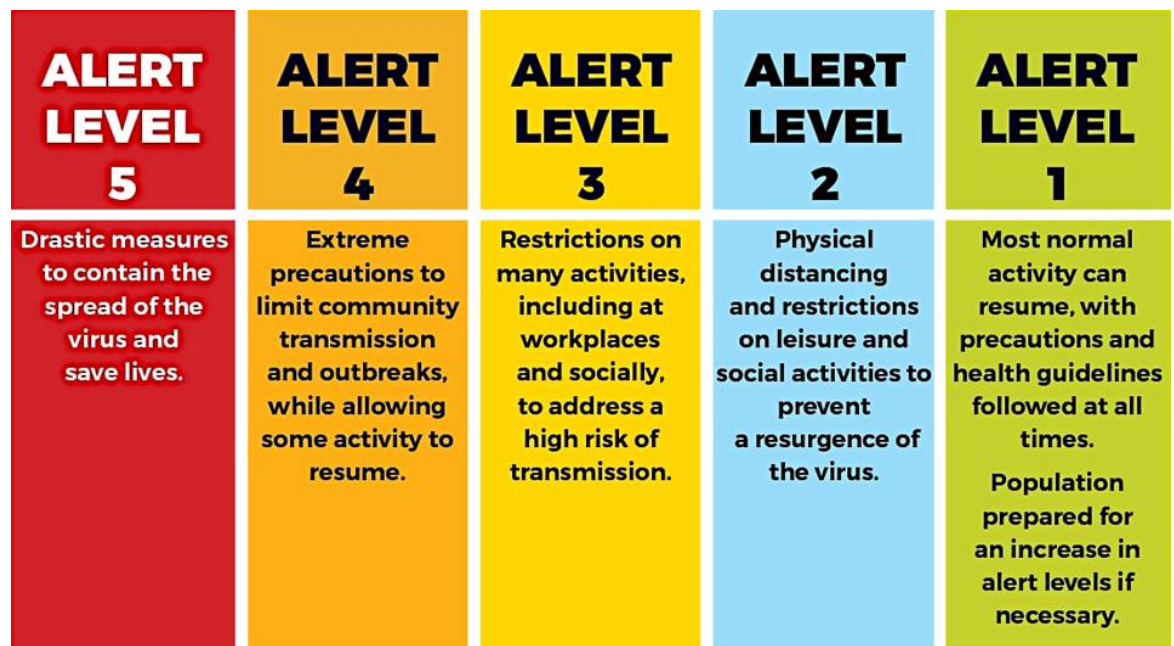 ALERT
LEVEL
5
Drastic measures
to contain the
spread of the
virus and
save lives.
ALERT
LEVEL
4
Extreme
precautions to
limit community
transmission
and outbreaks,
while allowing
some activity to
resume.
ALERT
LEVEL
3
Restrictions on
many activities,
including at
workplaces
and socially,
to address a
high risk of
transmission.
ALERT
LEVEL
2
Physical
distancing
and restrictions
on leisure and
social activities to
prevent
a resurgence of
the virus.
ALERT
LEVEL
1
Most normal
activity can
resume, with
precautions and
health guidelines
followed at all
times.
Population
prepared for
an increase in
alert levels if
necessary.